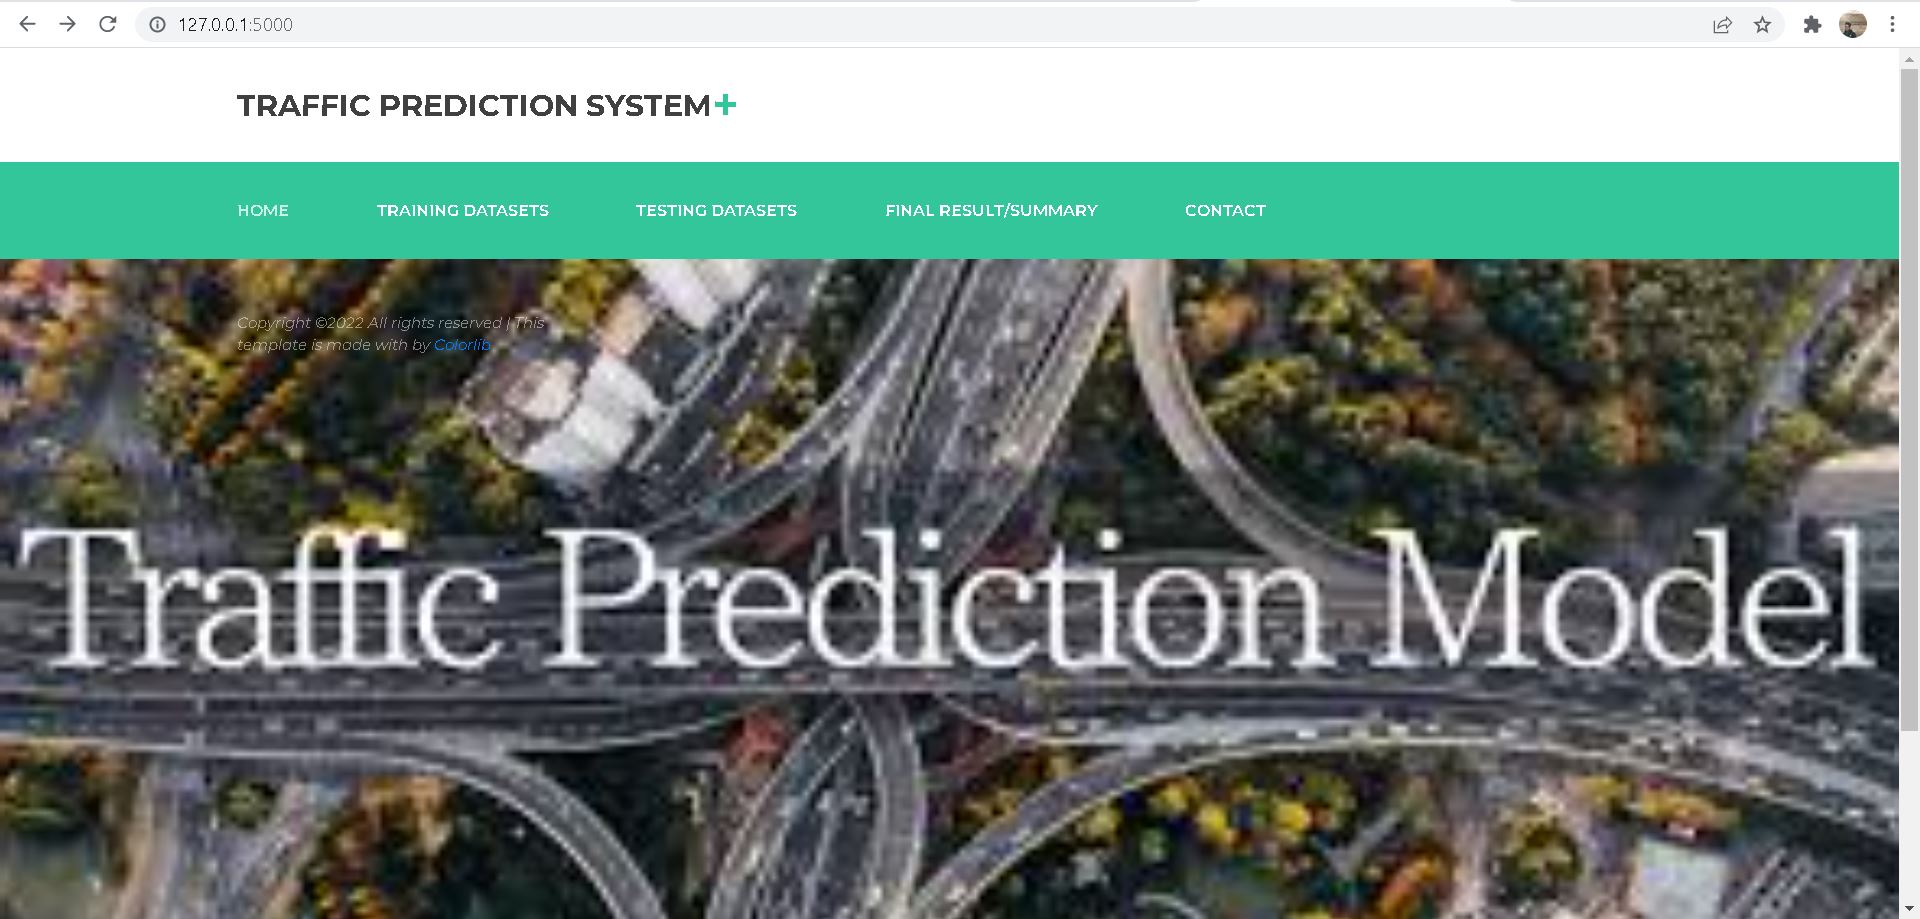 127.0.0.1:5000
TRAFFIC PREDICTION SYSTEM+
HOME TRAINING DATASETS TESTING DATASETS FINAL RESULT/SUMMARY CONTACT
Copyright ©2022 All rights reserved | This
template is made with by Colorlib
Traffic Prediction Model